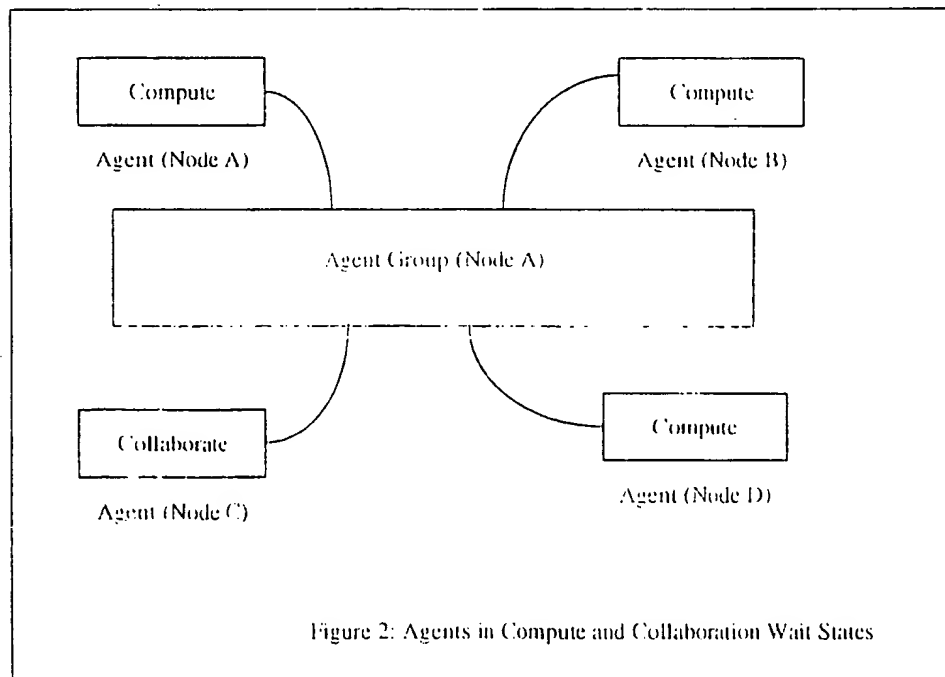 Compute
Compute
Agent (Node A)
Agent (Node B)
Agent Group (Node A)
Collaborate
Compute
Agent (Node C)
Agent (Node D)
Figure 2: Agents in Compute and Collaboration Wait States